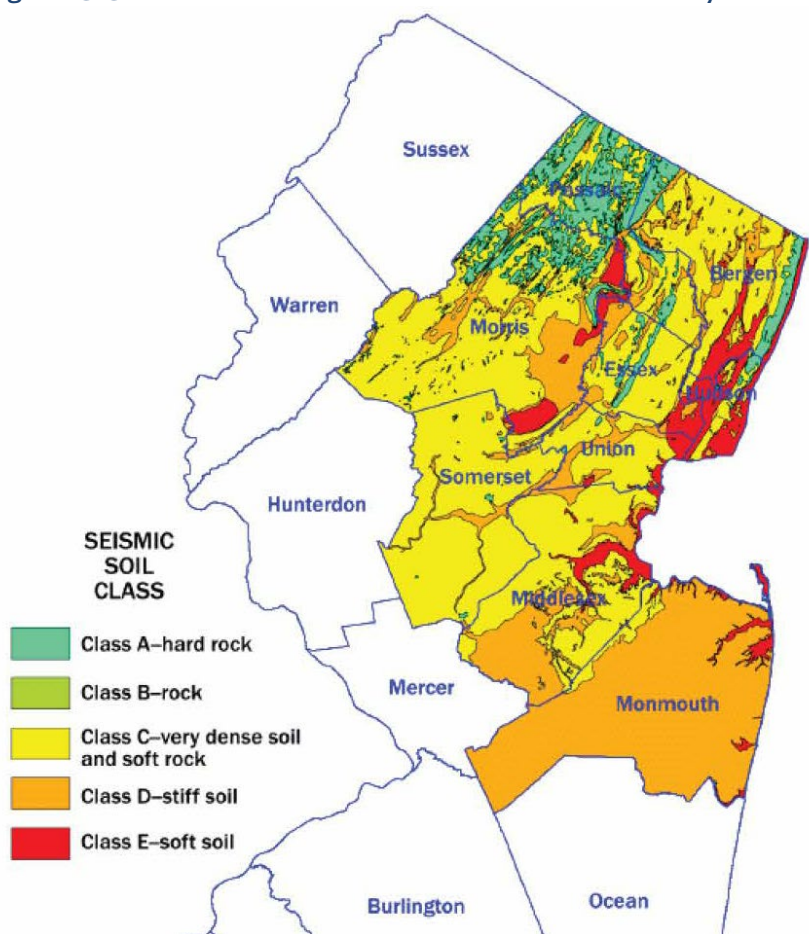 Sussex
Passaic
Warren
Bergen
Morris
Essex
Hudson
Union
Somerset
Hunterdon
SEISMIC
SOIL
CLASS
Middlesex
Class A–hard rock
Mercer
Class B–rock
Monmouth
Class C–very dense soil
and soft rock
Class D–stiff soil
Class E–soft soil
Burlington
Ocean